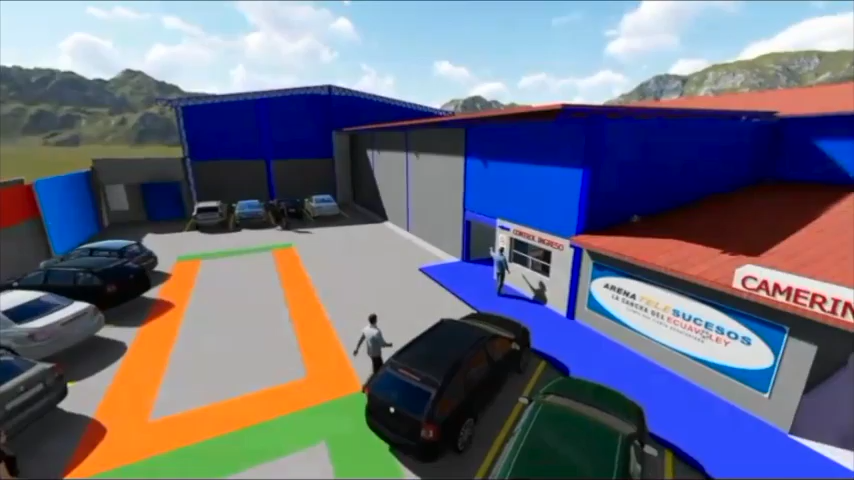 CONTROL INGRESO
ARENA TELESUCESOS
LA CANCHA DEL ECUAVOLEY
CAMERIN